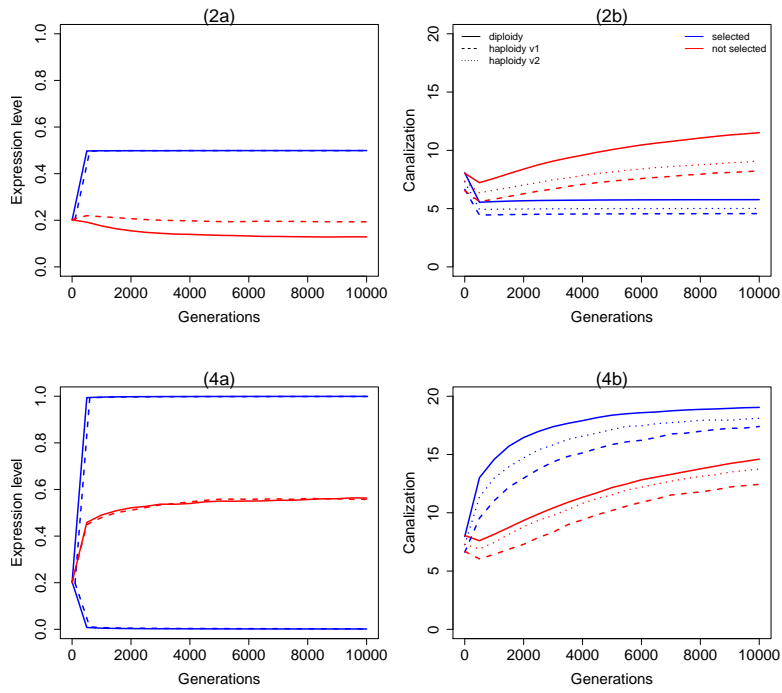 (2a)
Expression level
1.0
0.8
0.6
0.4
0.2
0.0
0 2000 4000 6000 8000 10000
Generations
(2b)
Canalization
20
15
10
5
0
diploidy
haploidy v1
haploidy v2
selected
not selected
0 2000 4000 6000 8000 10000
Generations
(4a)
Expression level
1.0
0.8
0.6
0.4
0.2
0.0
0 2000 4000 6000 8000 10000
Generations
(4b)
Canalization
20
15
10
5
0
0 2000 4000 6000 8000 10000
Generations